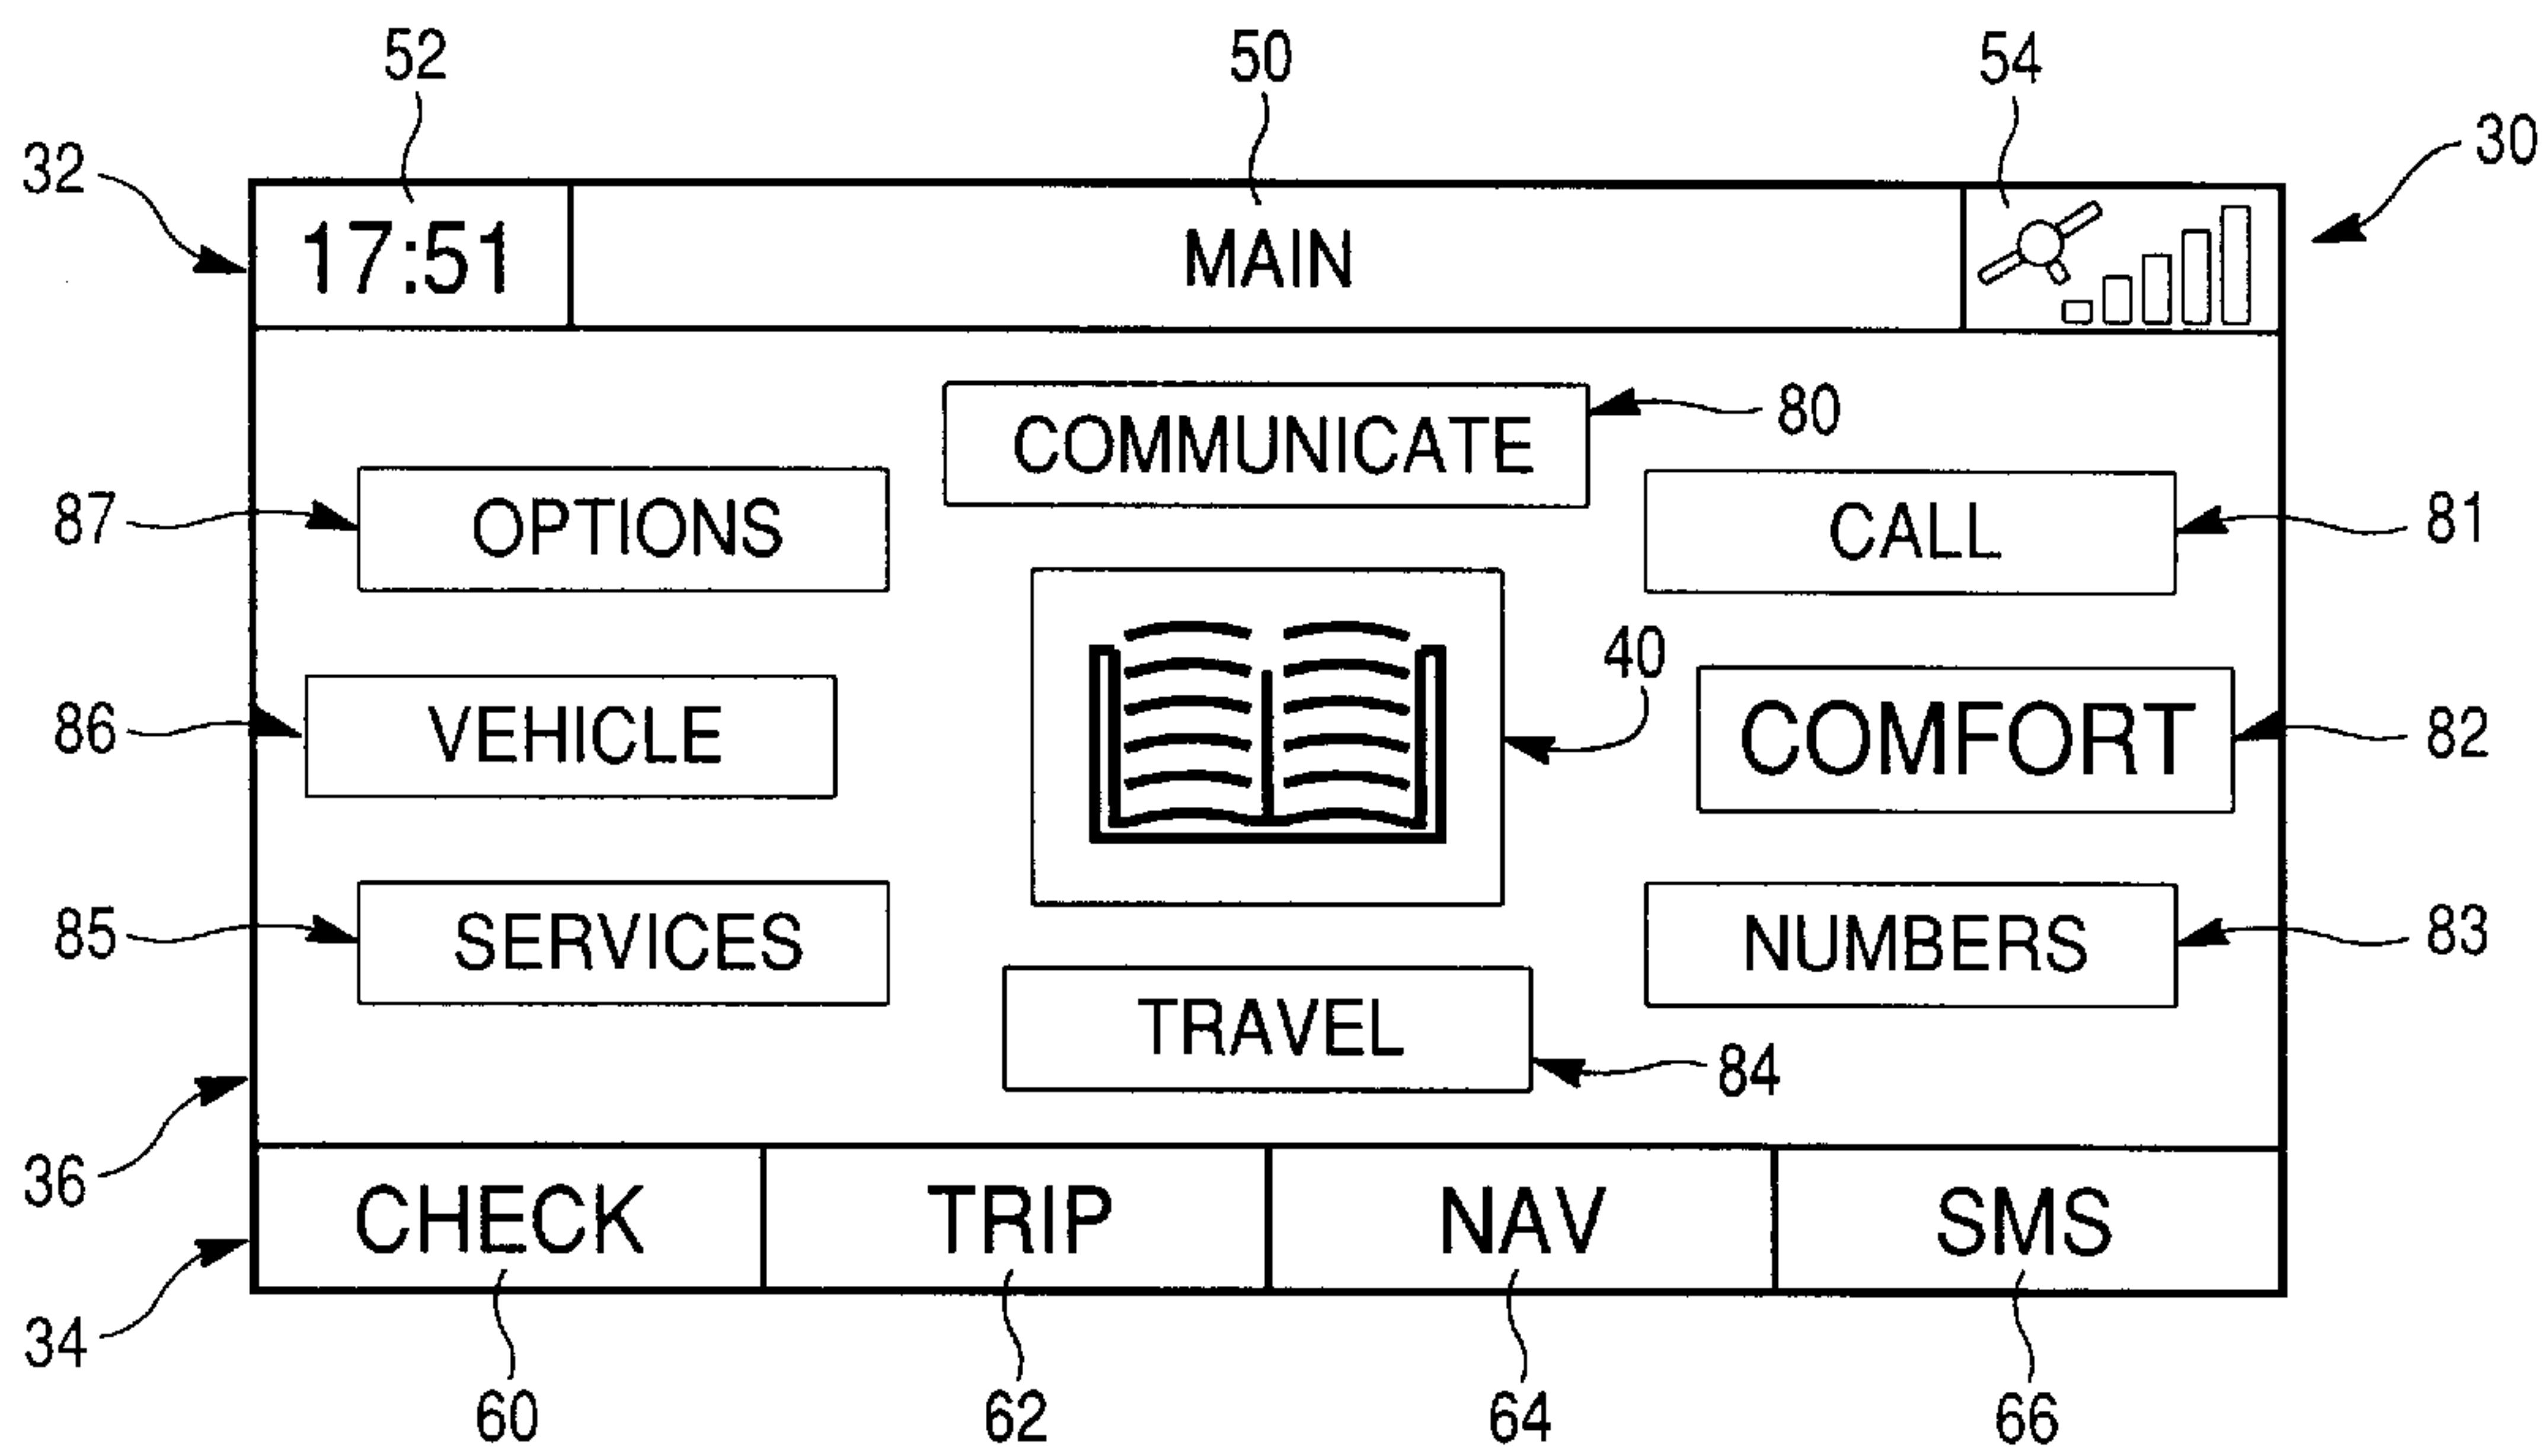 52 50 54
32 30
17:51 MAIN
COMMUNICATE 80
87 OPTIONS CALL 81
40
86 VEHICLE COMFORT 82
85 SERVICES NUMBERS 83
TRAVEL 84
36
CHECK TRIP NAV SMS
34
60 62 64 66